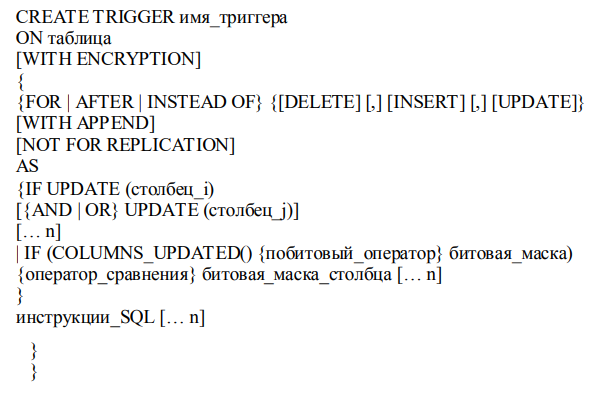 CREATE TRIGGER имя_триггера
ON таблица
[WITH ENCRYPTION]
{
{FOR | AFTER | INSTEAD OF} {[DELETE] [,] [INSERT] [,] [UPDATE]}
[WITH APPEND]
[NOT FOR REPLICATION]
AS
{IF UPDATE (столбец_i)
[{AND | OR} UPDATE (столбец_j)]
[… n]
| IF (COLUMNS_UPDATED() {побитовый_оператор} битовая_маска)
{оператор_сравнения} битовая_маска_столбца [… n]
}
инструкции_SQL [… n]
}
}